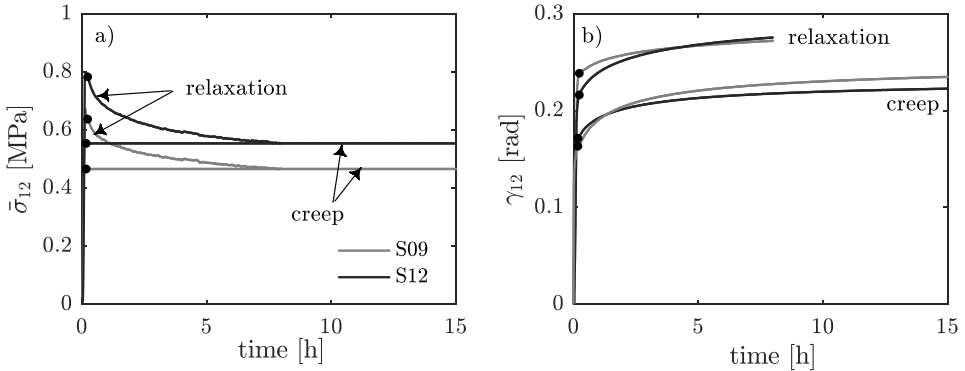 a)
σ̄12 [MPa]
1
0.8
0.6
0.4
0.2
0
relaxation
creep
S09
S12
0 5 10 15
time [h]
b)
γ12 [rad]
0.3
0.2
0.1
0
relaxation
creep
0 5 10 15
time [h]